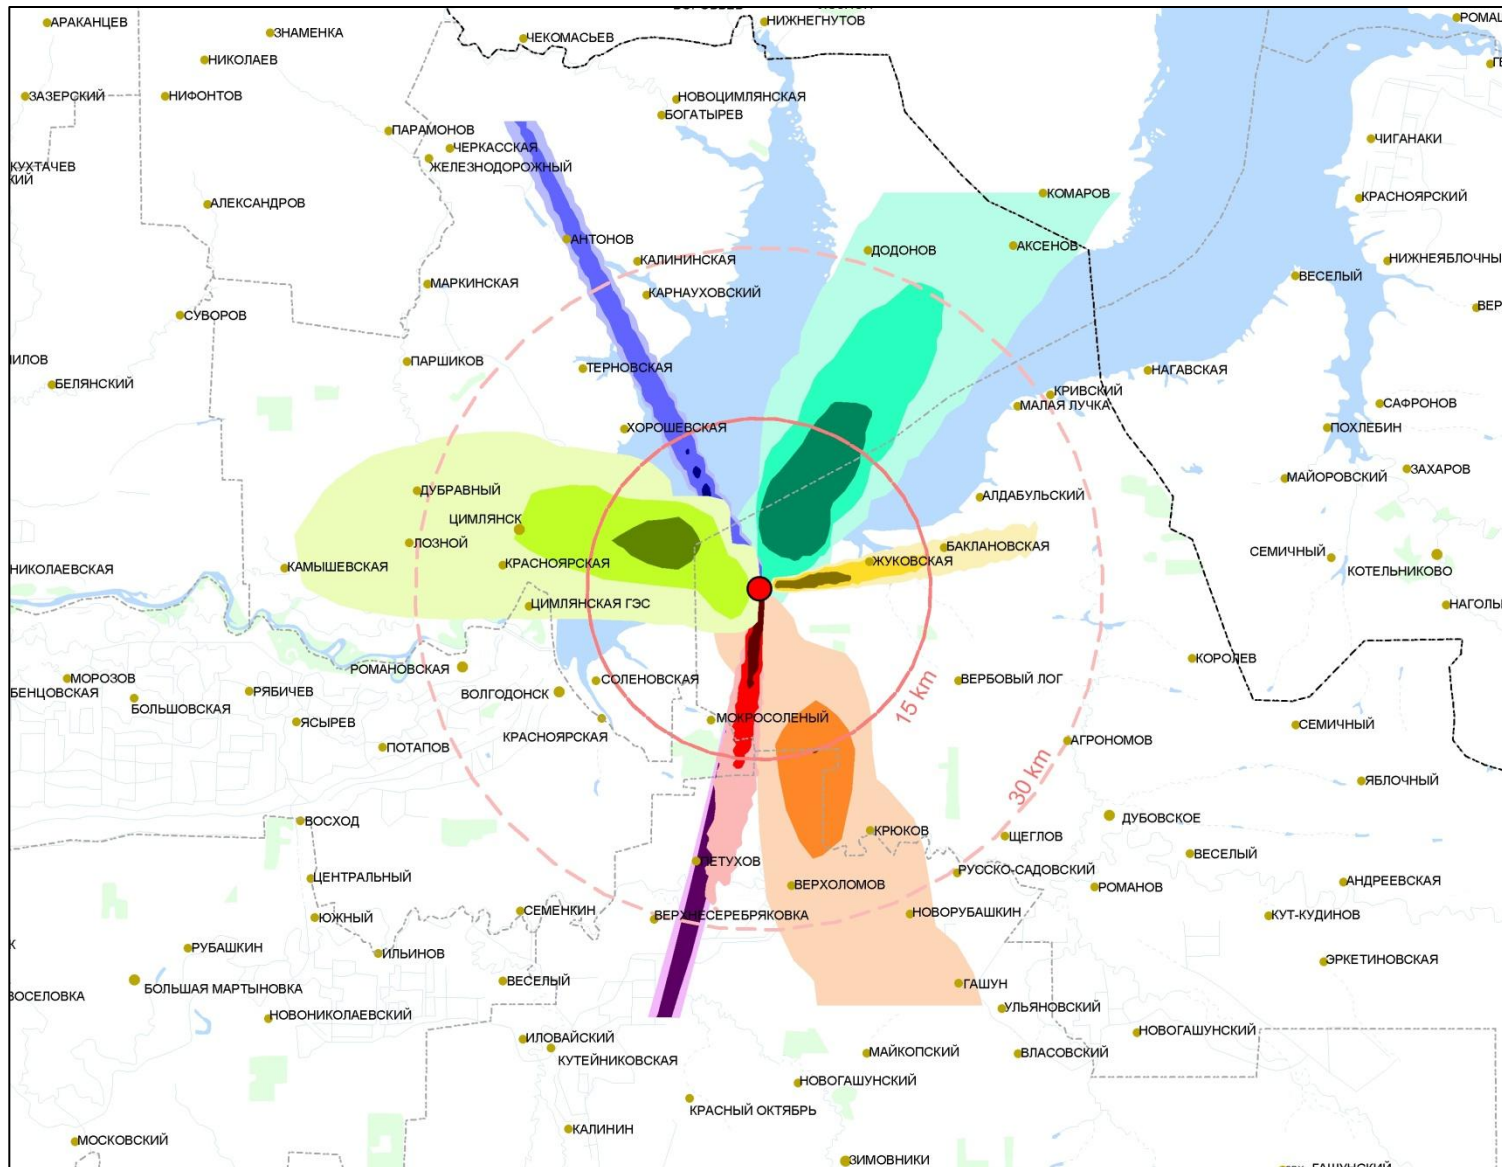 НИЖНЕГНУТОВ
АРАКАНЦЕВ
ЗНАМЕНКА
ЧЕКОМАСЬЕВ
НИКОЛАЕВ
ЗАЗЕРСКИЙ
НИФОНТОВ
НОВОЦИМЛЯНСКАЯ
БОГАТЫРЕВ
ПАРАМОНОВ
ЧЕРКАССКАЯ
ЖЕЛЕЗНОДОРОЖНЫЙ
ЧИГАНАКИ
КУХТАЧЕВ
КИЙ
АЛЕКСАНДРОВ
КОМАРОВ
КРАСНОЯРСКИЙ
АНТОНОВ
КАЛИНИНСКАЯ
ДОДОНОВ
АКСЕНОВ
НИЖНЕЯБЛОЧНЫ
МАРКИНСКАЯ
КАРНАУХОВСКИЙ
ВЕСЕЛЫЙ
ВЕР
СУВОРОВ
ИЛОВ
ПАРШИКОВ
ТЕРНОВСКАЯ
НАГАВСКАЯ
БЕЛЯНСКИЙ
КРИВСКИЙ
МАЛАЯ ЛУЧКА
САФРОНОВ
ХОРОШЕВСКАЯ
ПОХЛЕБИН
ЗАХАРОВ
МАЙОРОВСКИЙ
ДУБРАВНЫЙ
АЛДАБУЛЬСКИЙ
ЦИМЛЯНСК
ЛОЗНОЙ
БАКЛАНОВСКАЯ
СЕМИЧНЫЙ
КОТЕЛЬНИКОВО
НИКОЛАЕВСКАЯ
КАМЫШЕВСКАЯ
КРАСНОЯРСКАЯ
ЖУКОВСКАЯ
ЦИМЛЯНСКАЯ ГЭС
НАГОЛЬ
РОМАНОВСКАЯ
КОРОЛЕВ
МОРОЗОВ
БЕНЦОВСКАЯ
РЯБИЧЕВ
ВОЛГОДОНСК
СОЛЕНОВСКАЯ
ВЕРБОВЫЙ ЛОГ
БОЛЬШОВСКАЯ
15 km
ЯСЫРЕВ
МОКРОСОЛЕНЫЙ
СЕМИЧНЫЙ
КРАСНОЯРСКАЯ
ПОТАПОВ
АГРОНОМОВ
30 km
ЯБЛОЧНЫЙ
ВОСХОД
КРЮКОВ
ЩЕГЛОВ
ДУБОВСКОЕ
ПЕТУХОВ
ВЕСЕЛЫЙ
ЦЕНТРАЛЬНЫЙ
ВЕРХОЛОМОВ
РУССКО-САДОВСКИЙ
РОМАНОВ
АНДРЕЕВСКАЯ
ЮЖНЫЙ
СЕМЕНКИН
ВЕРХНЕСЕРЕБРЯКОВКА
НОВОРУБАШКИН
КУТ-КУДИНОВ
К
РУБАШКИН
ИЛЬИНОВ
ЭРКЕТИНОВСКАЯ
ВОСЕЛОВКА
БОЛЬШАЯ МАРТЫНОВКА
ВЕСЕЛЫЙ
ГАШУН
НОВОНИКОЛАЕВСКИЙ
УЛЬЯНОВСКИЙ
НОВОГАШУНСКИЙ
ИЛОВАЙСКИЙ
КУТЕЙНИКОВСКАЯ
МАЙКОПСКИЙ
ВЛАСОВСКИЙ
НОВОГАШУНСКИЙ
КРАСНЫЙ ОКТЯБРЬ
МОСКОВСКИЙ
КАЛИНИН
ЗИМОВНИКИ